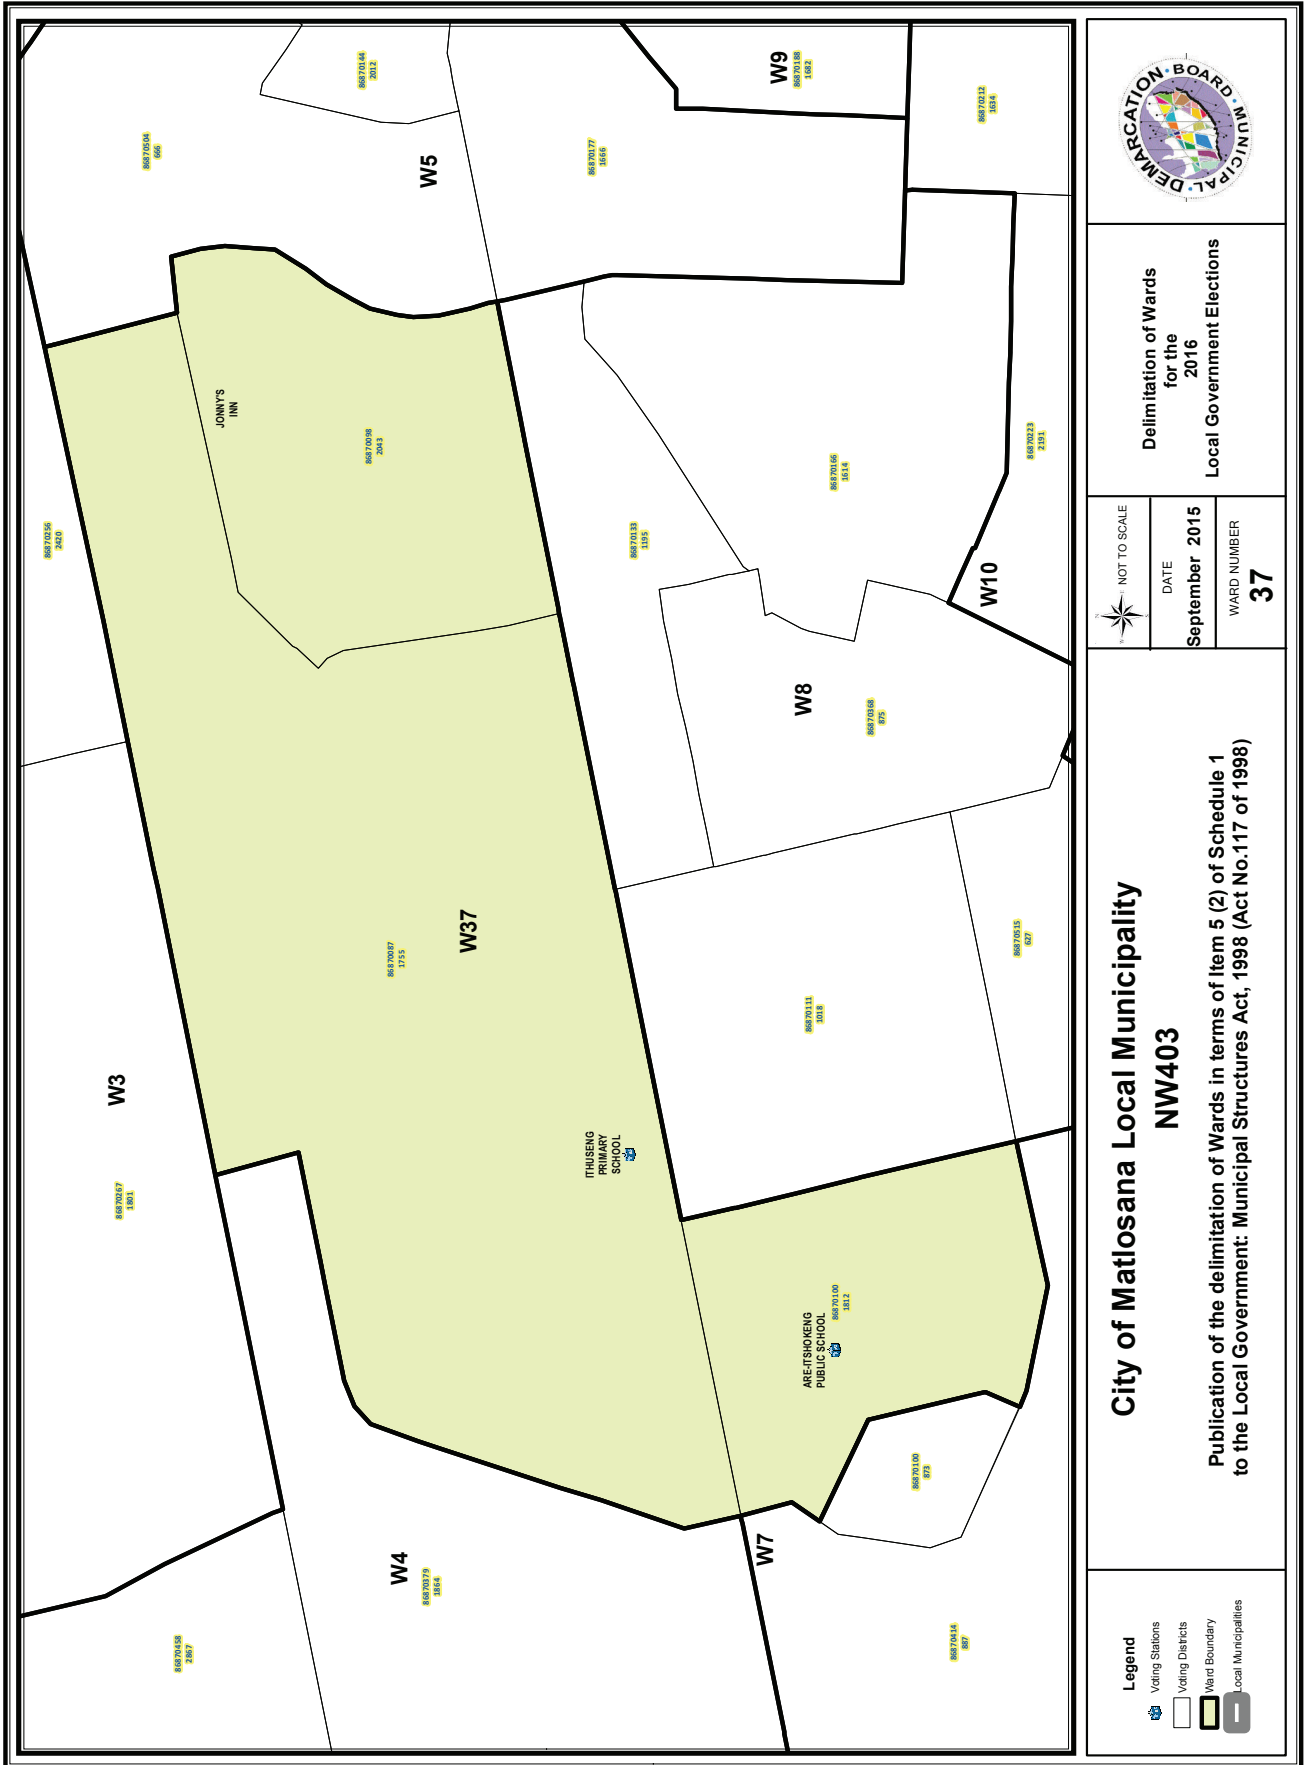 W3
W4
W5
W7
W8
W9
W10
W37
86870458
2867
86870267
1801
86870256
2420
86870504
666
86870144
2012
86870379
1864
86870087
1755
86870098
2043
JONNY'S
INN
86870177
1666
86870188
1682
86870212
1634
86870133
1195
86870166
1614
86870223
2191
86870368
875
86870111
1018
86870515
627
ITHUSENG
PRIMARY
SCHOOL
ARE-ITSHOKENG
PUBLIC SCHOOL
86870100
1812
86870100
873
86870414
887
Legend
Voting Stations
Voting Districts
Ward Boundary
Local Municipalities
City of Matlosana Local Municipality
NW403
Publication of the delimitation of Wards in terms of Item 5 (2) of Schedule 1
to the Local Government: Municipal Structures Act, 1998 (Act No.117 of 1998)
NOT TO SCALE
DATE
September 2015
WARD NUMBER
37
Delimitation of Wards
for the
2016
Local Government Elections
MUNICIPAL • DEMARCATION • BOARD •